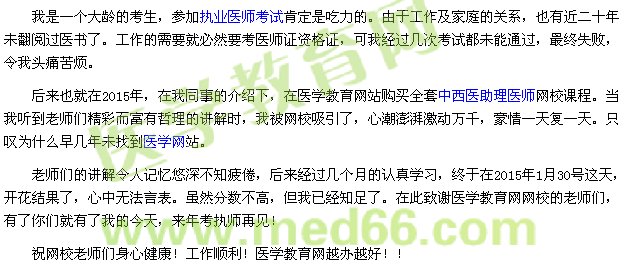 我是一个大龄的考生，参加执业医师考试肯定是吃力的。由于工作及家庭的关系，也有近二十年
未翻阅过医书了。工作的需要就必然要考医师证资格证，可我经过几次考试都未能通过，最终失败，
令我头痛苦烦。
后来也就在2015年，在我同事的介绍下，在医学教育网站购买全套中西医助理医师网校课程。当
我听到老师们精彩而富有哲理的讲解时，我被网校吸引了，心潮澎湃激动万千，蒙情一天复一天。只
叹为什么早几年未找到医学网站。
老师们的讲解令人记忆悠深不知疲倦，后来经过几个月的认真学习，终于在2015年1月30号这天，
开花结果了，心中无法言表。虽然分数不高，但我已经知足了。在此致谢医学教育网网校的老师们，
有了你们就有了我的今天，来年考执师再见！
祝网校老师们身心健康！工作顺利！医学教育网越办越好！！
医学教育网
www.med66.com